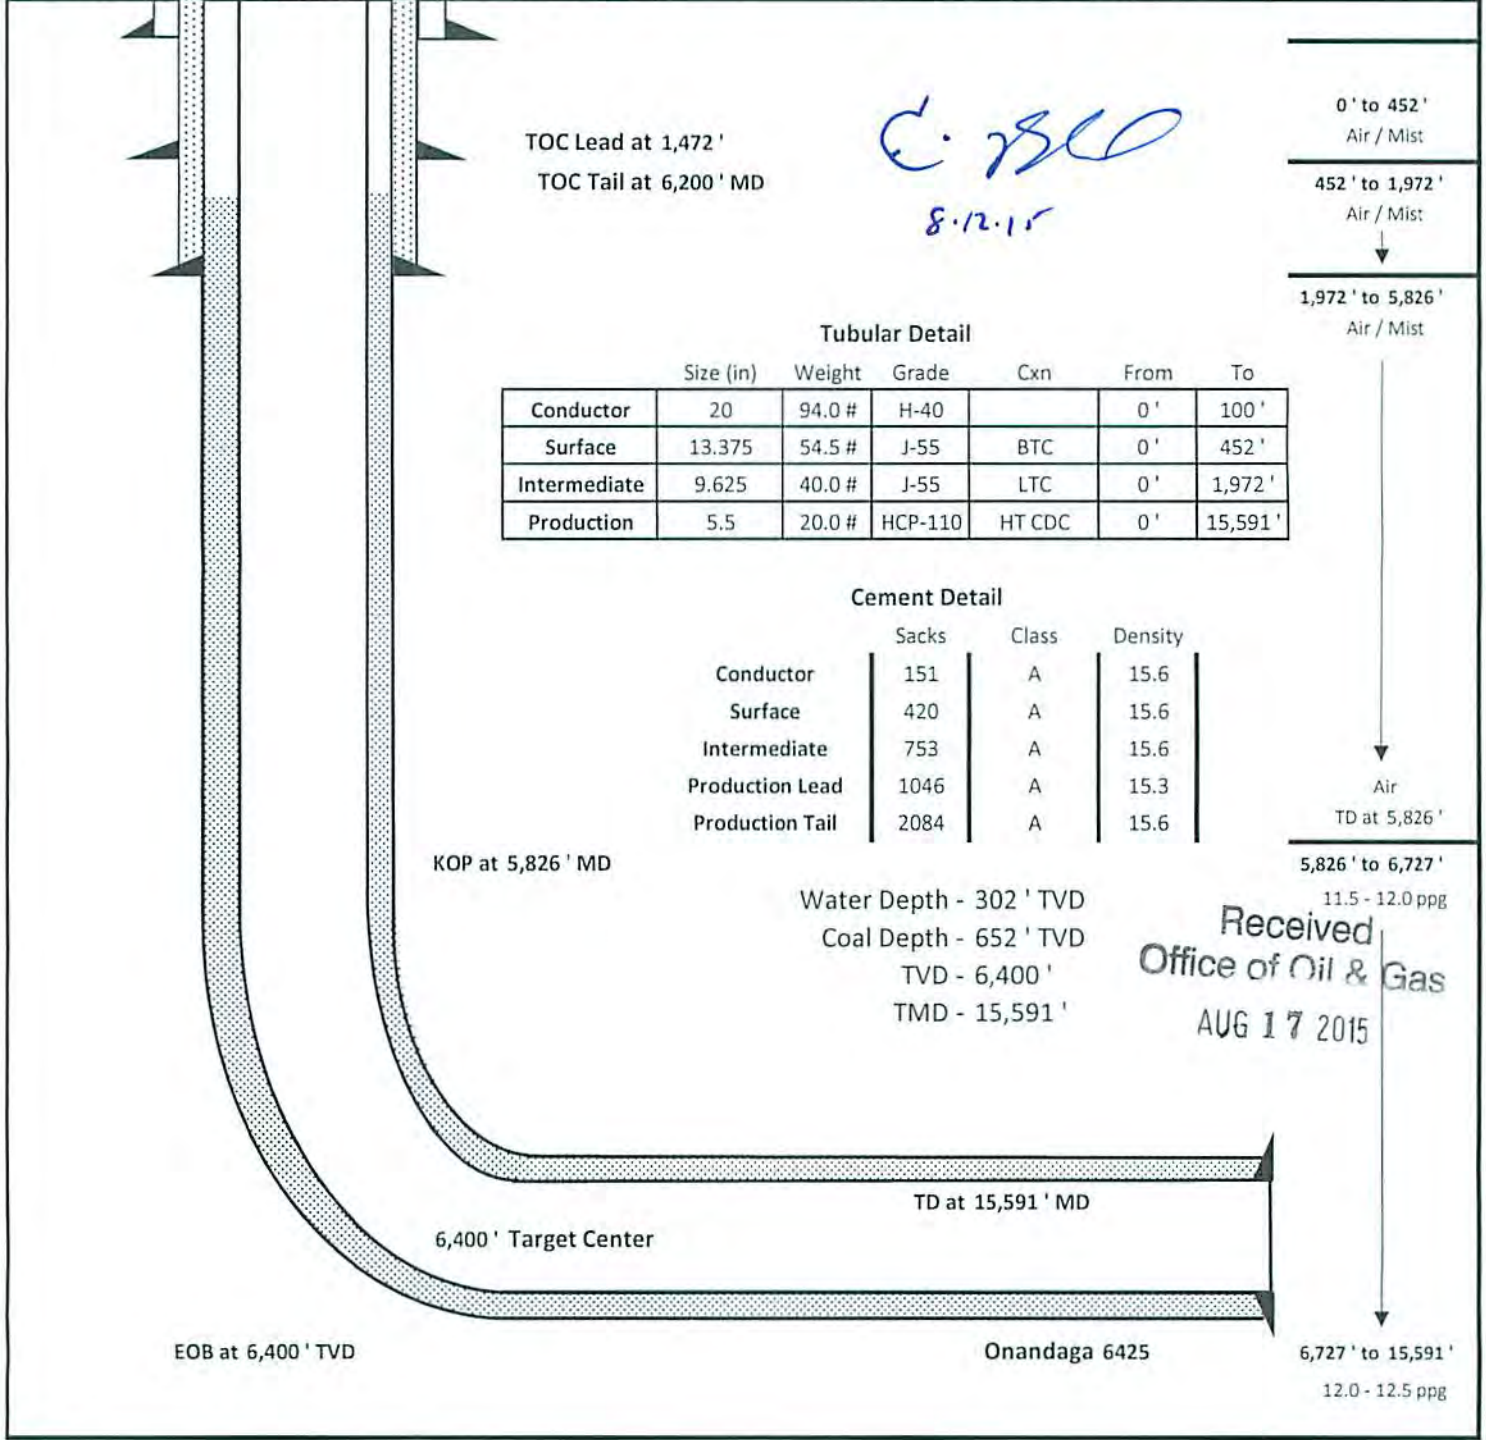 TOC Lead at 1,472 '
TOC Tail at 6,200 ' MD
8.12.15
0 ' to 452 '
Air / Mist
452 ' to 1,972 '
Air / Mist
1,972 ' to 5,826 '
Air / Mist
Tubular Detail
Size (in) Weight Grade Cxn From To
Conductor 20 94.0 # H-40 0 ' 100 '
Surface 13.375 54.5 # J-55 BTC 0 ' 452 '
Intermediate 9.625 40.0 # J-55 LTC 0 ' 1,972 '
Production 5.5 20.0 # HCP-110 HT CDC 0 ' 15,591 '
Cement Detail
Sacks Class Density
Conductor 151 A 15.6
Surface 420 A 15.6
Intermediate 753 A 15.6
Production Lead 1046 A 15.3
Production Tail 2084 A 15.6
Air
TD at 5,826 '
KOP at 5,826 ' MD
5,826 ' to 6,727 '
11.5 - 12.0 ppg
Water Depth - 302 ' TVD
Coal Depth - 652 ' TVD
TVD - 6,400 '
TMD - 15,591 '
Received
Office of Oil & Gas
AUG 17 2015
TD at 15,591 ' MD
6,400 ' Target Center
EOB at 6,400 ' TVD
Onandaga 6425
6,727 ' to 15,591 '
12.0 - 12.5 ppg